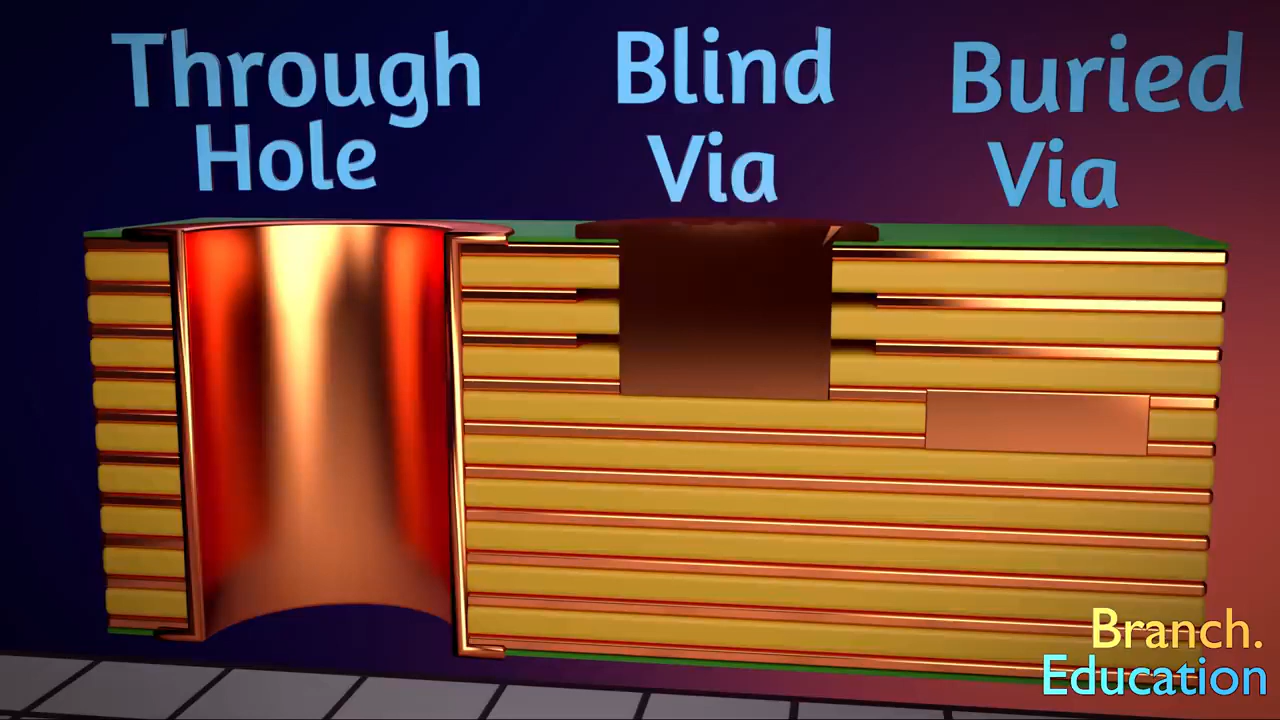 Through
Hole
Blind
Via
Buried
Via
Branch.
Education